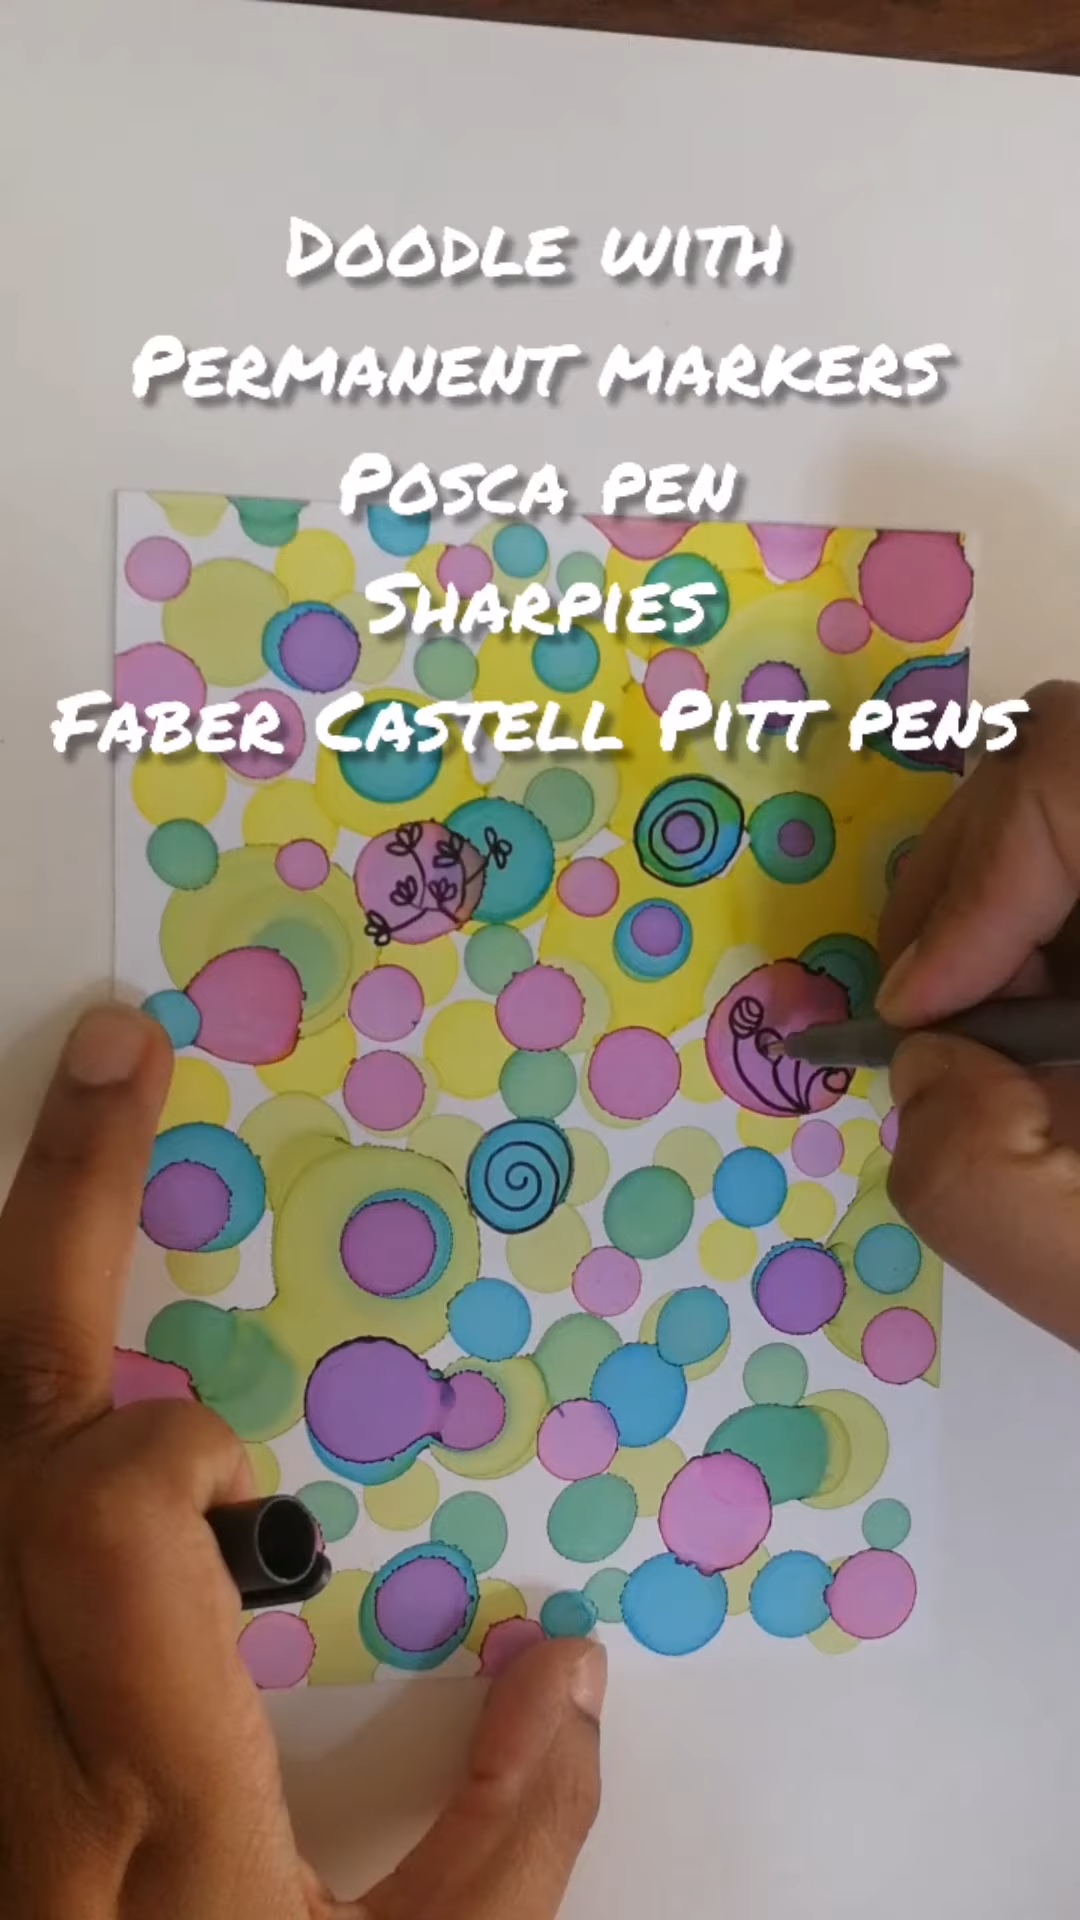 Doodle with
Permanent markers
Posca pen
Sharpies
Faber Castell Pitt pens